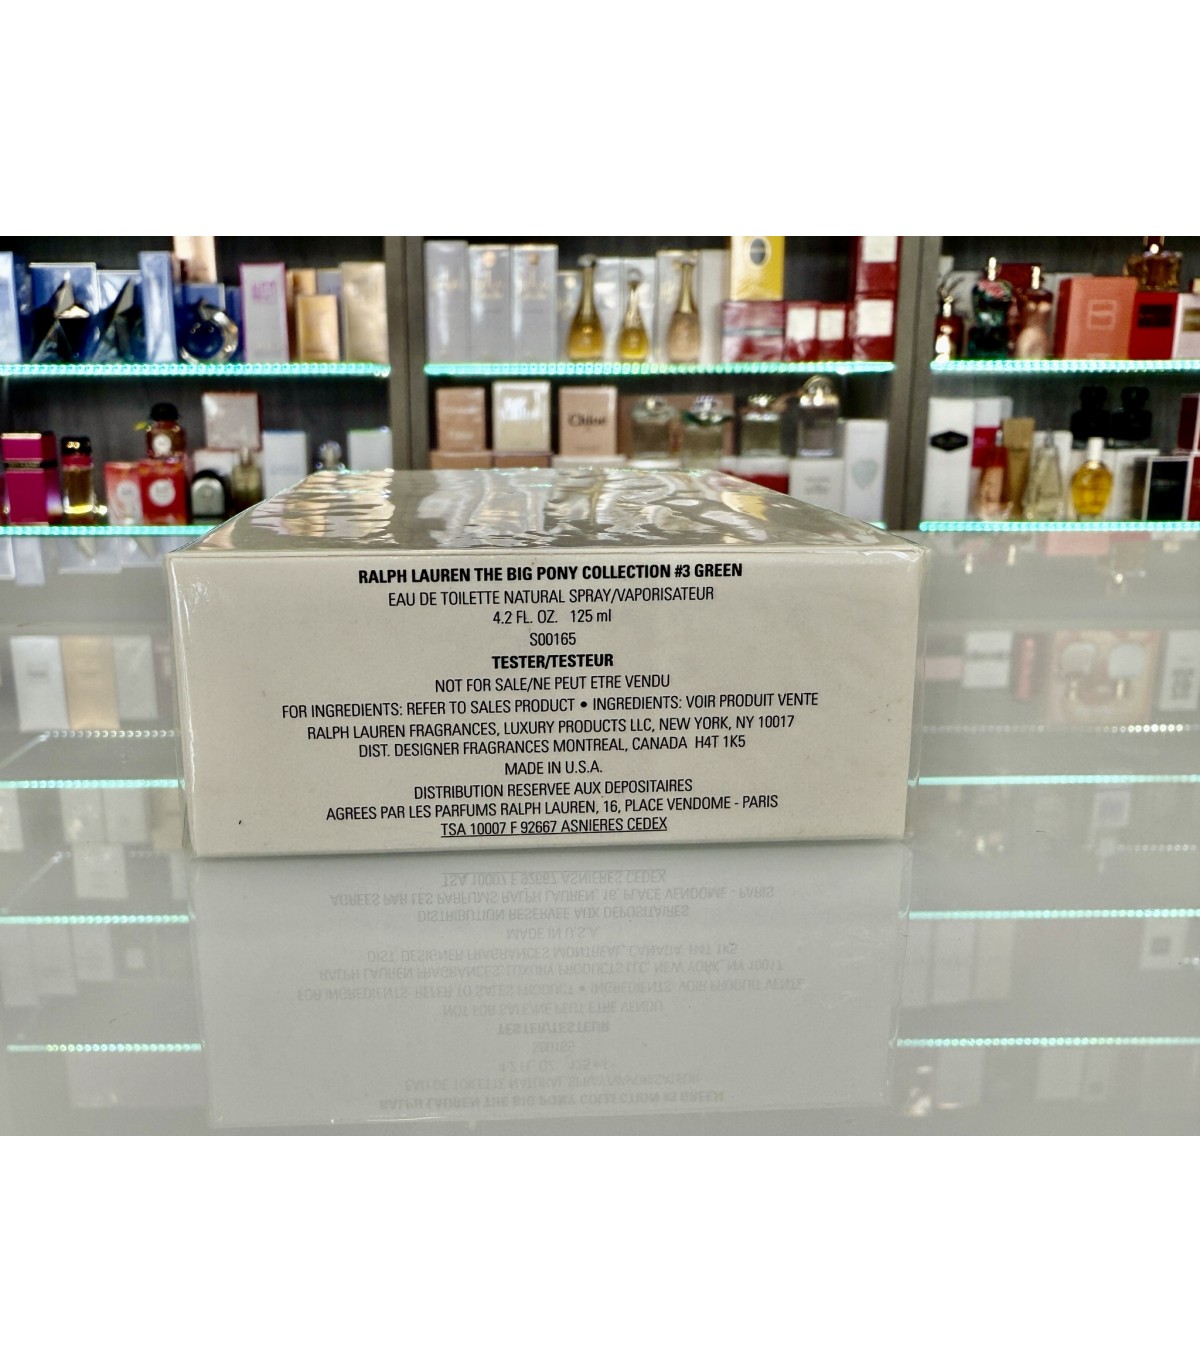 Chloé
RALPH LAUREN THE BIG PONY COLLECTION #3 GREEN
EAU DE TOILETTE NATURAL SPRAY/VAPORISATEUR
4.2 FL. OZ. 125 ml
S00165
TESTER/TESTEUR
NOT FOR SALE/NE PEUT ETRE VENDU
FOR INGREDIENTS: REFER TO SALES PRODUCT • INGREDIENTS: VOIR PRODUIT VENTE
RALPH LAUREN FRAGRANCES, LUXURY PRODUCTS LLC, NEW YORK, NY 10017
DIST. DESIGNER FRAGRANCES MONTREAL, CANADA H4T 1K5
MADE IN U.S.A.
DISTRIBUTION RESERVEE AUX DEPOSITAIRES
AGREES PAR LES PARFUMS RALPH LAUREN, 16, PLACE VENDOME - PARIS
TSA 10007 F 92667 ASNIERES CEDEX